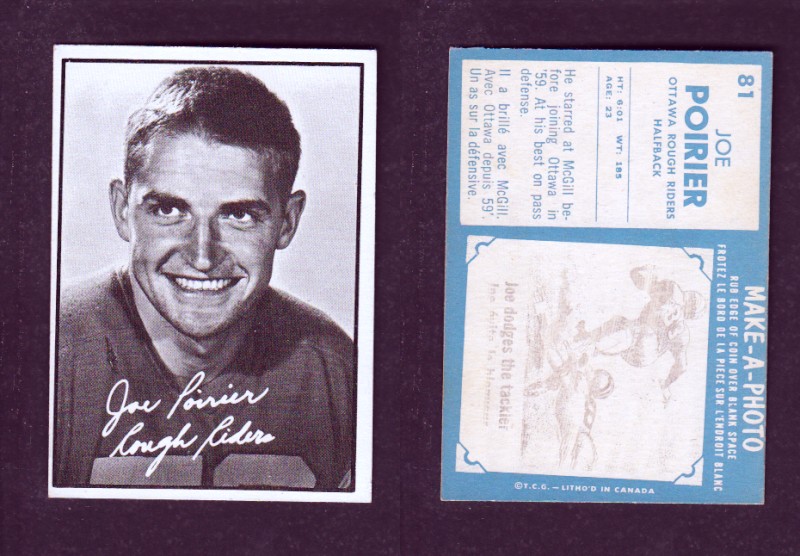 Joe Poirier
Rough Riders
81
JOE
POIRIER
OTTAWA ROUGH RIDERS
HALFBACK
HT: 6:01 WT: 185
AGE: 23
He starred at McGill be-
fore joining Ottawa in
'59. At his best on pass
defense.
Il a brillé avec McGill.
Avec Ottawa depuis 59'.
Un as sur la défensive.
MAKE-A-PHOTO
RUB EDGE OF COIN OVER BLANK SPACE
FROTEZ LE BORD DE LA PIECE SUR L'ENDROIT BLANC
Joe dodges the tackler
©T.C.G. – LITHO'D IN CANADA